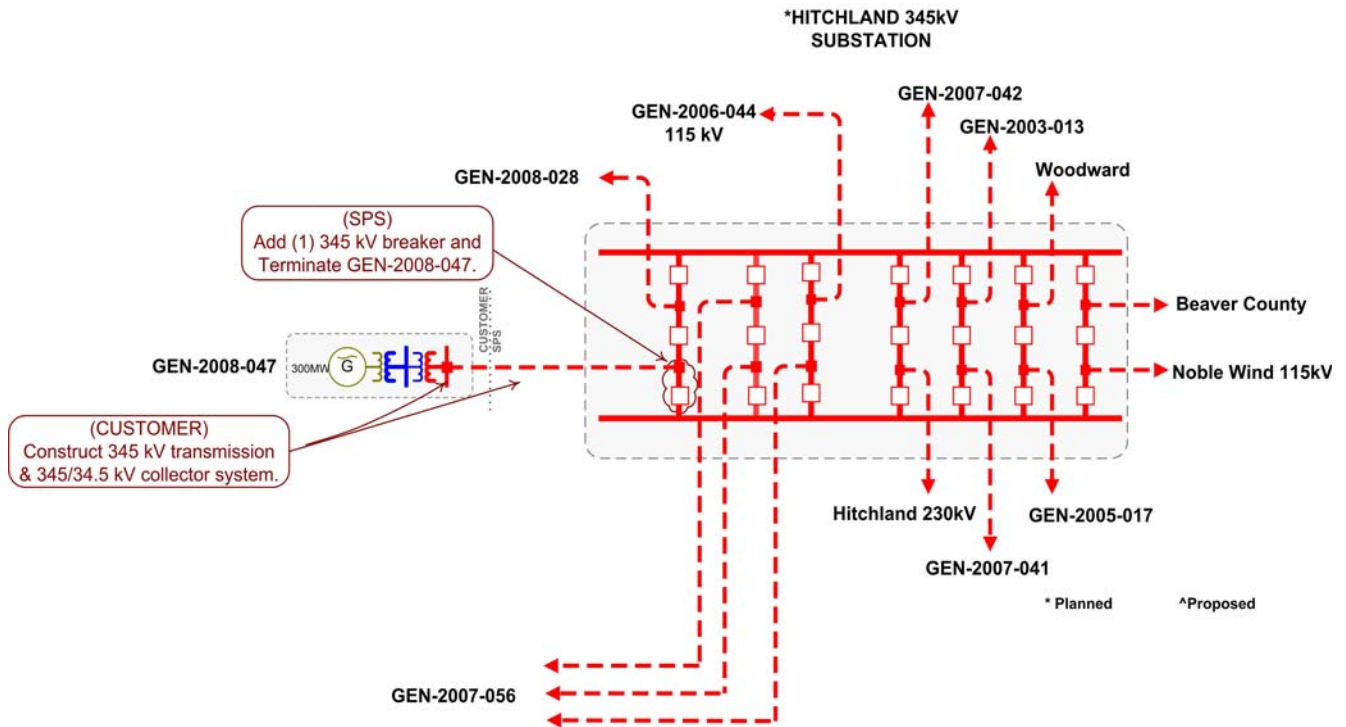 *HITCHLAND 345kV
SUBSTATION
GEN-2006-044
115 kV
GEN-2007-042
GEN-2003-013
Woodward
GEN-2008-028
(SPS)
Add (1) 345 kV breaker and
Terminate GEN-2008-047.
CUSTOMER
SPS
Beaver County
GEN-2008-047
300MW
G
Noble Wind 115kV
(CUSTOMER)
Construct 345 kV transmission
& 345/34.5 kV collector system.
Hitchland 230kV
GEN-2005-017
GEN-2007-041
* Planned
^Proposed
GEN-2007-056